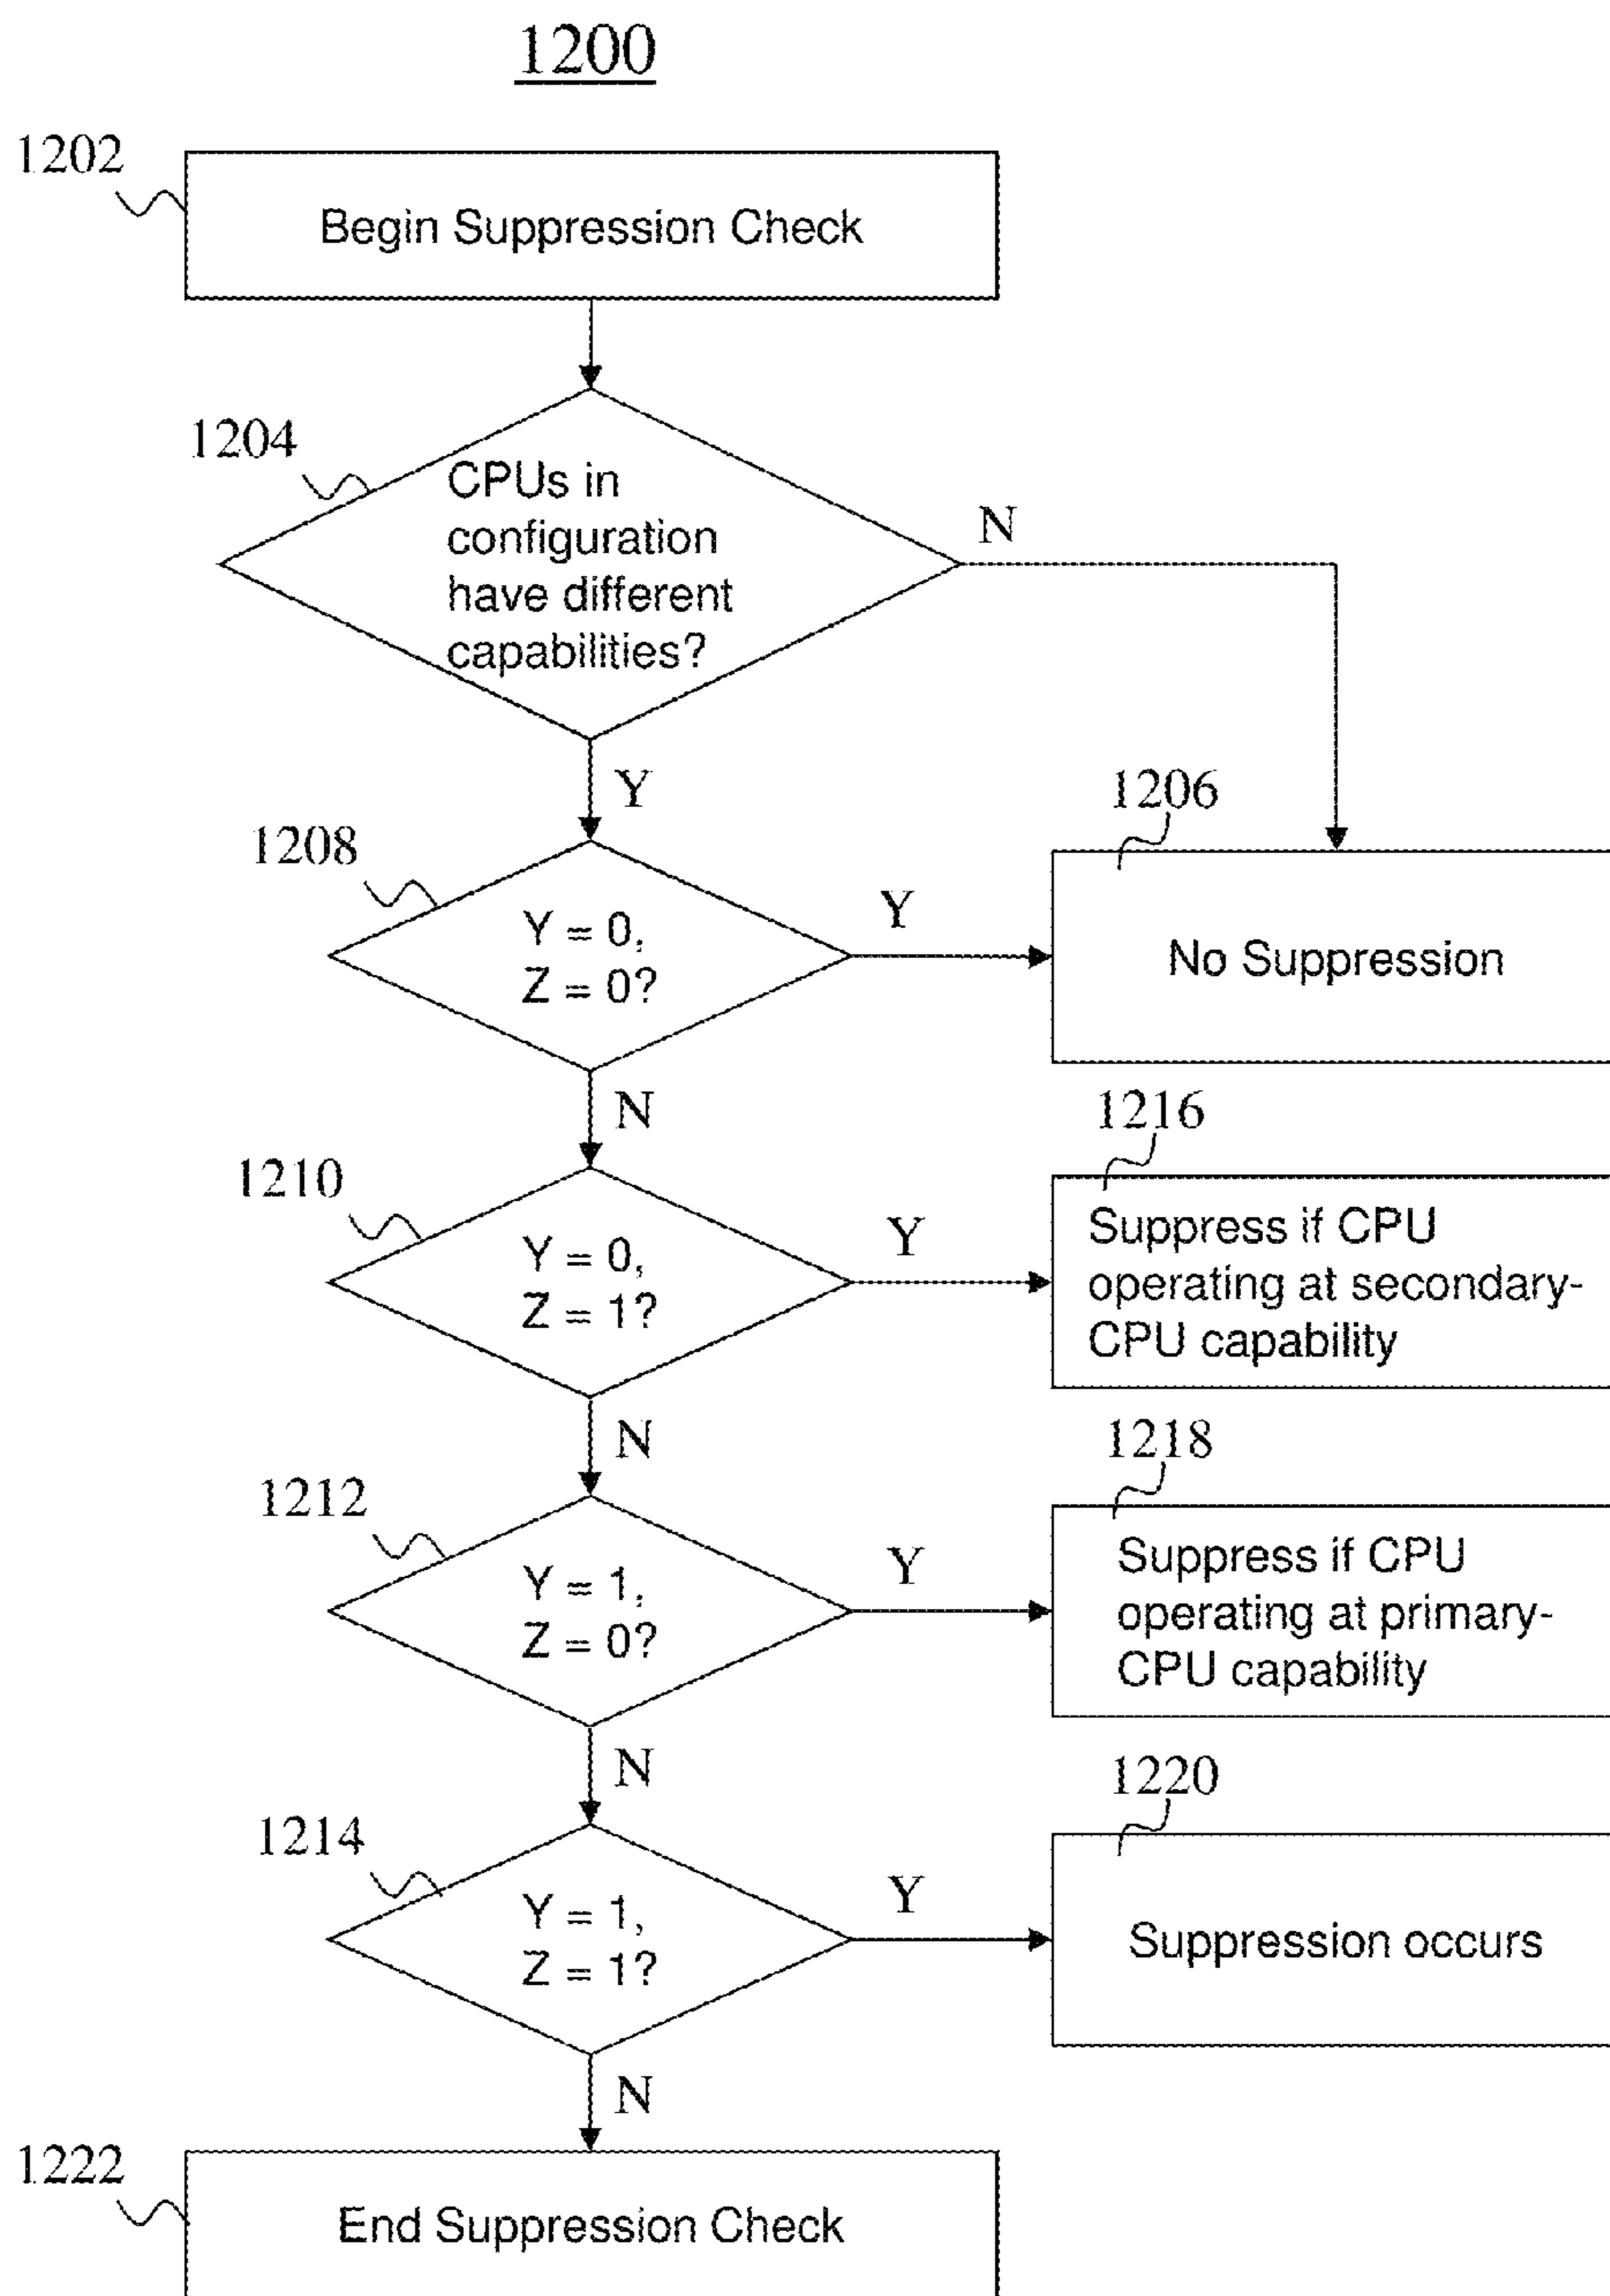 1200
1202
Begin Suppression Check
1204
CPUs in
configuration
have different
capabilities?
N
Y
1206
No Suppression
1208
Y = 0,
Z = 0?
Y
N
1210
Y = 0,
Z = 1?
Y
1216
Suppress if CPU
operating at secondary-
CPU capability
N
1212
Y = 1,
Z = 0?
Y
1218
Suppress if CPU
operating at primary-
CPU capability
N
1214
Y = 1,
Z = 1?
Y
1220
Suppression occurs
N
1222
End Suppression Check